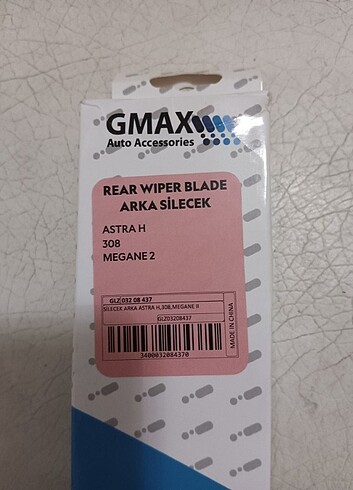 GMAX
Auto Accessories
REAR WIPER BLADE
ARKA SİLECEK
ASTRA H
308
MEGANE 2
GLZ 032 08 437
SİLECEK ARKA ASTRA H,308,MEGANE II
GLZ03208437
3400032084370
MADE IN CHINA